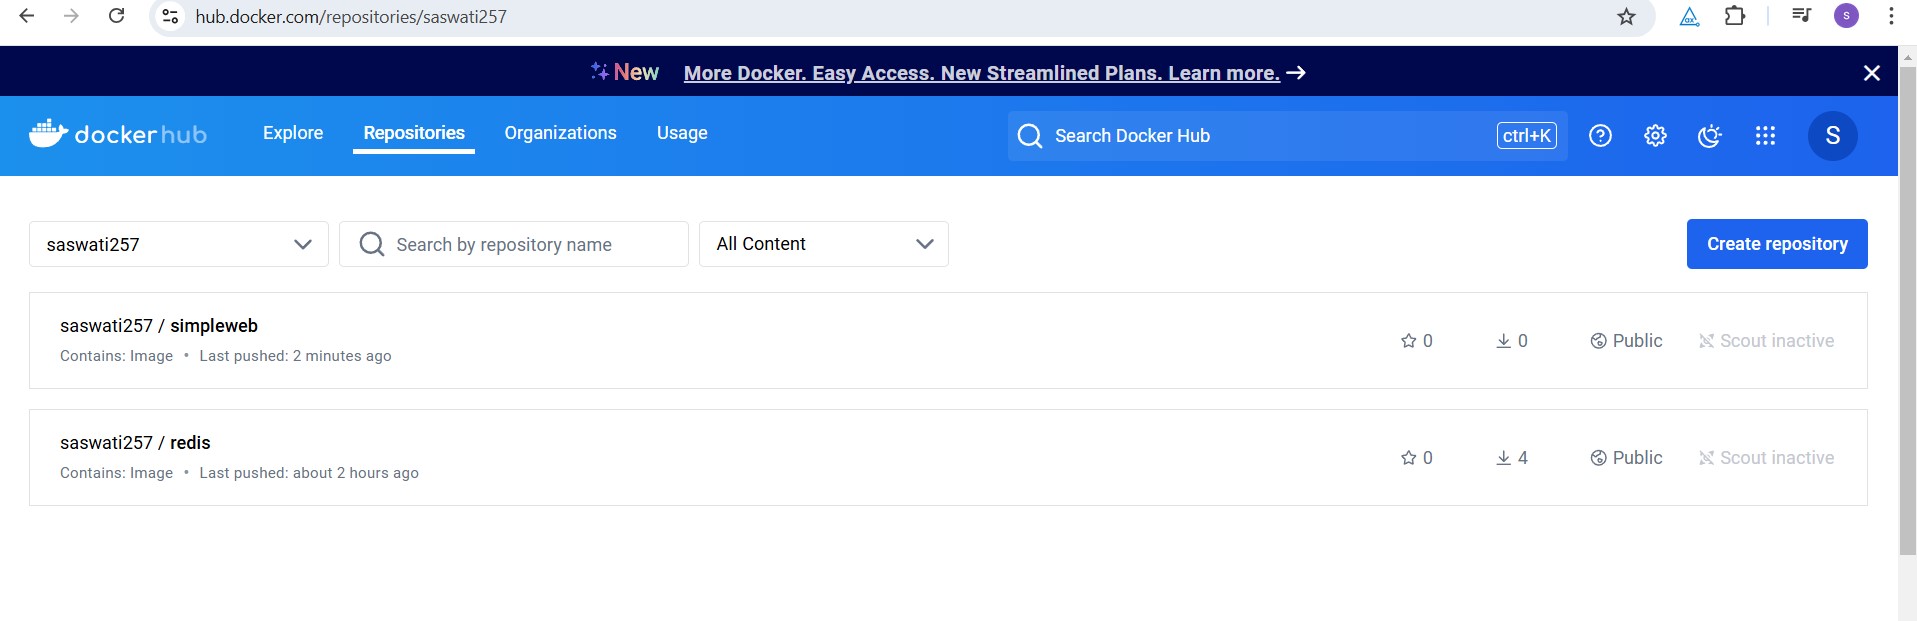 hub.docker.com/repositories/saswati257
S
New More Docker. Easy Access. New Streamlined Plans. Learn more.
dockerhub Explore Repositories Organizations Usage Search Docker Hub ctrl+K S
saswati257 Search by repository name All Content Create repository
saswati257 / simpleweb
Contains: Image • Last pushed: 2 minutes ago
0 0 Public Scout inactive
saswati257 / redis
Contains: Image • Last pushed: about 2 hours ago
0 4 Public Scout inactive